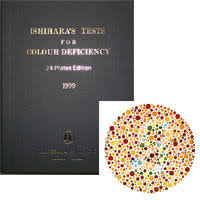 ISHIHARA'S TESTS
FOR
COLOUR DEFICIENCY
24 Plates Edition
1999